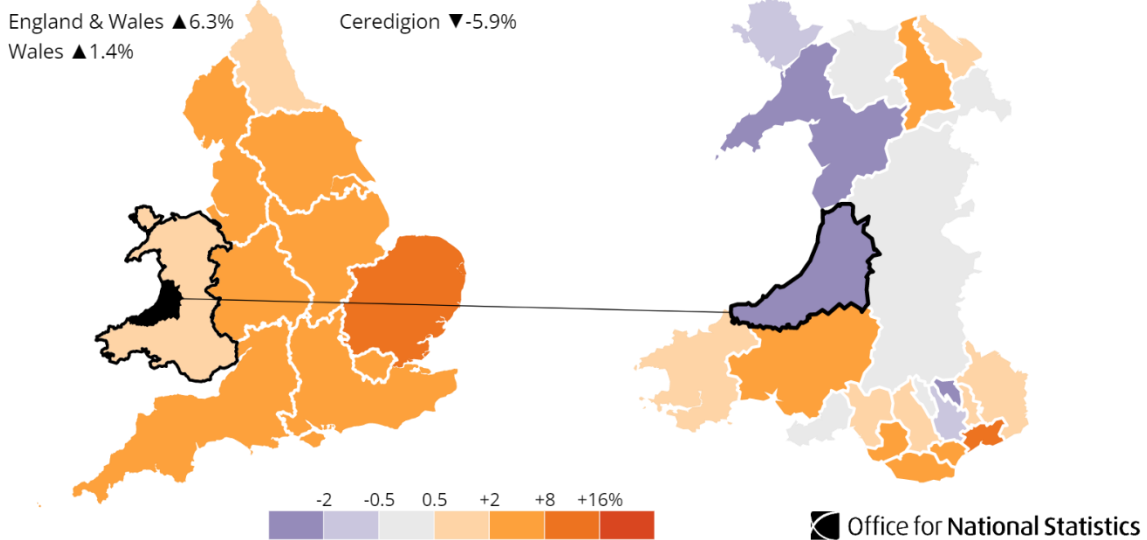 England & Wales ▲6.3%
Ceredigion ▼-5.9%
Wales ▲1.4%
-2 -0.5 0.5 +2 +8 +16%
Office for National Statistics